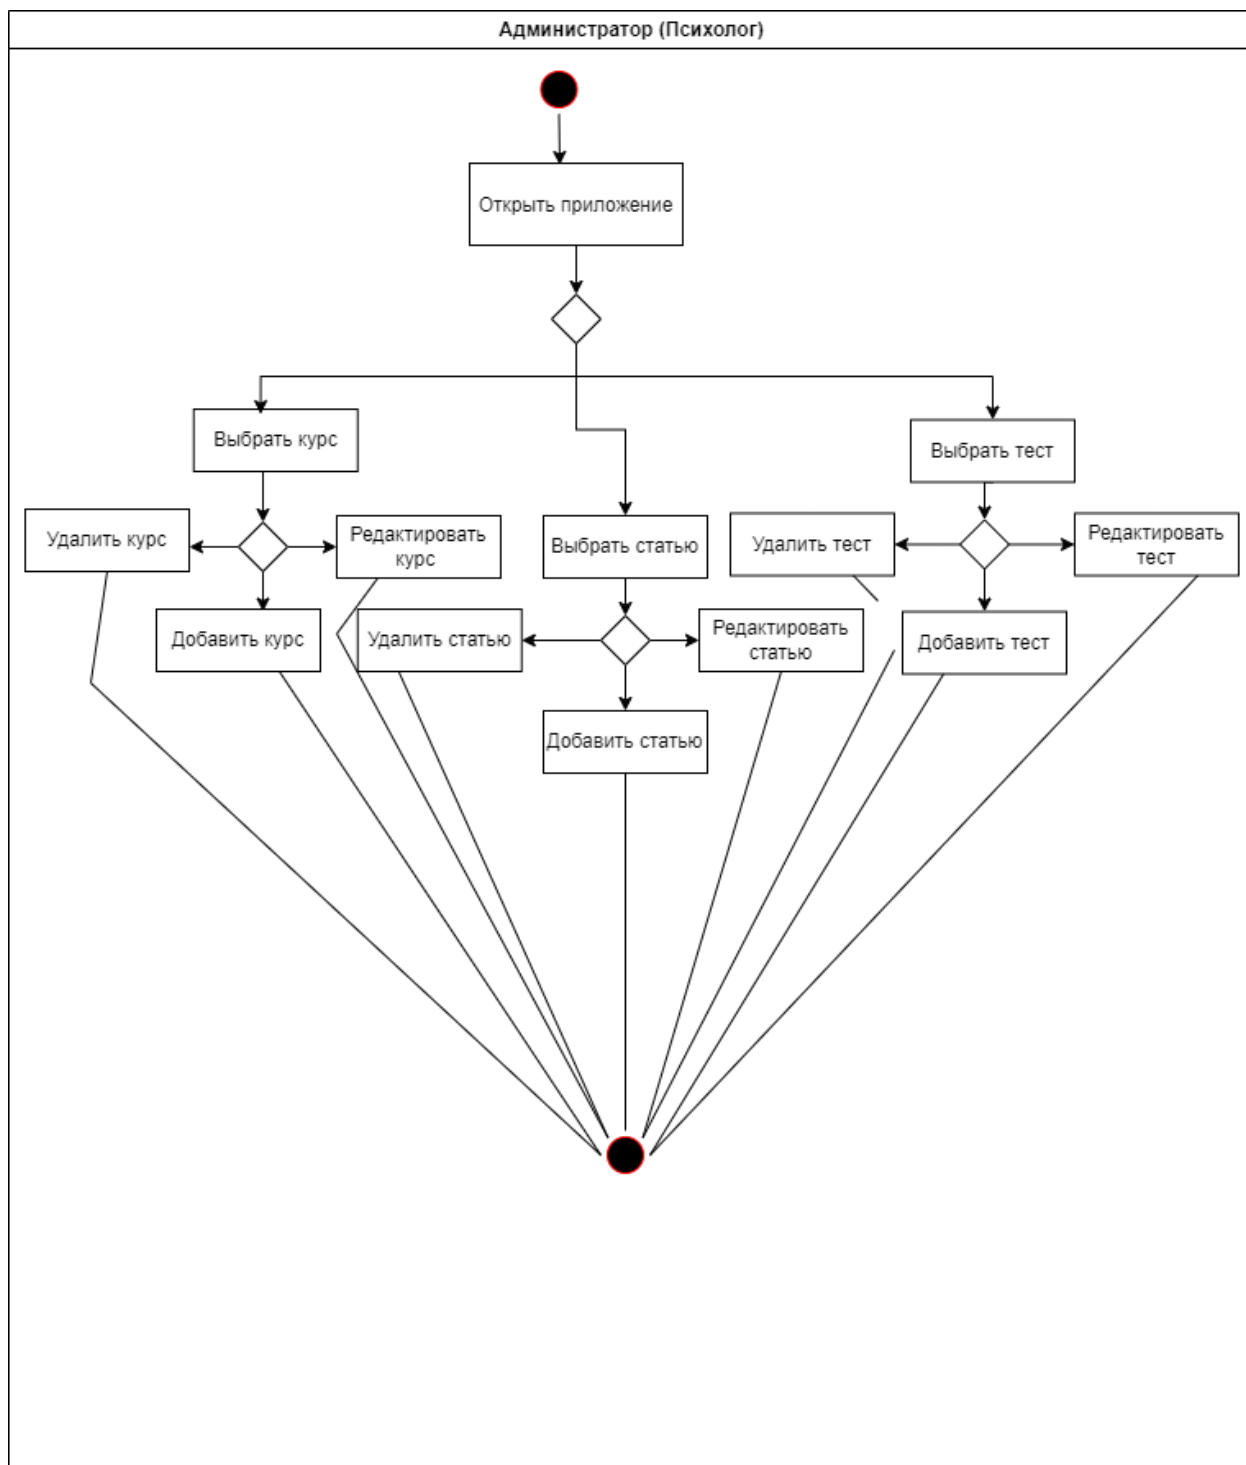 Администратор (Психолог)
Открыть приложение
Выбрать курс
Выбрать тест
Удалить курс
Редактировать
курс
Выбрать статью
Удалить тест
Редактировать
тест
Добавить курс
Удалить статью
Редактировать
статью
Добавить тест
Добавить статью